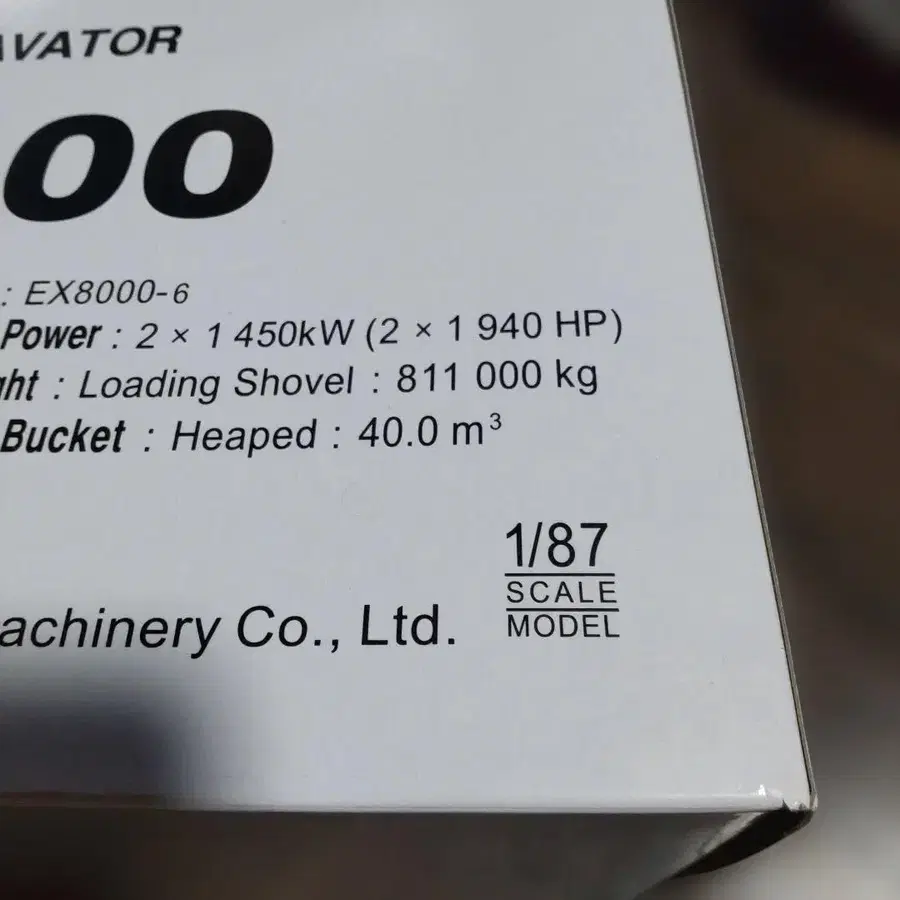 AVATOR
00
: EX8000-6
Power : 2 × 1 450kW (2 × 1 940 HP)
ght : Loading Shovel : 811 000 kg
Bucket : Heaped : 40.0 m³
1/87
SCALE
MODEL
achinery Co., Ltd.